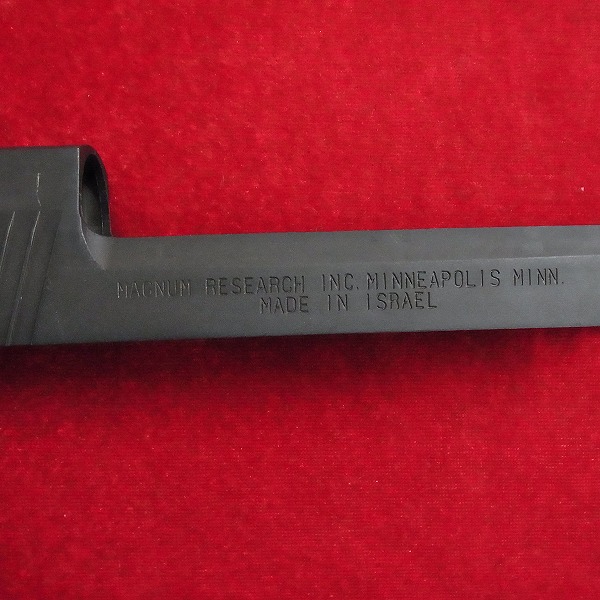 MAGNUM RESEARCH INC. MINNEAPOLIS MINN.
MADE IN ISRAEL